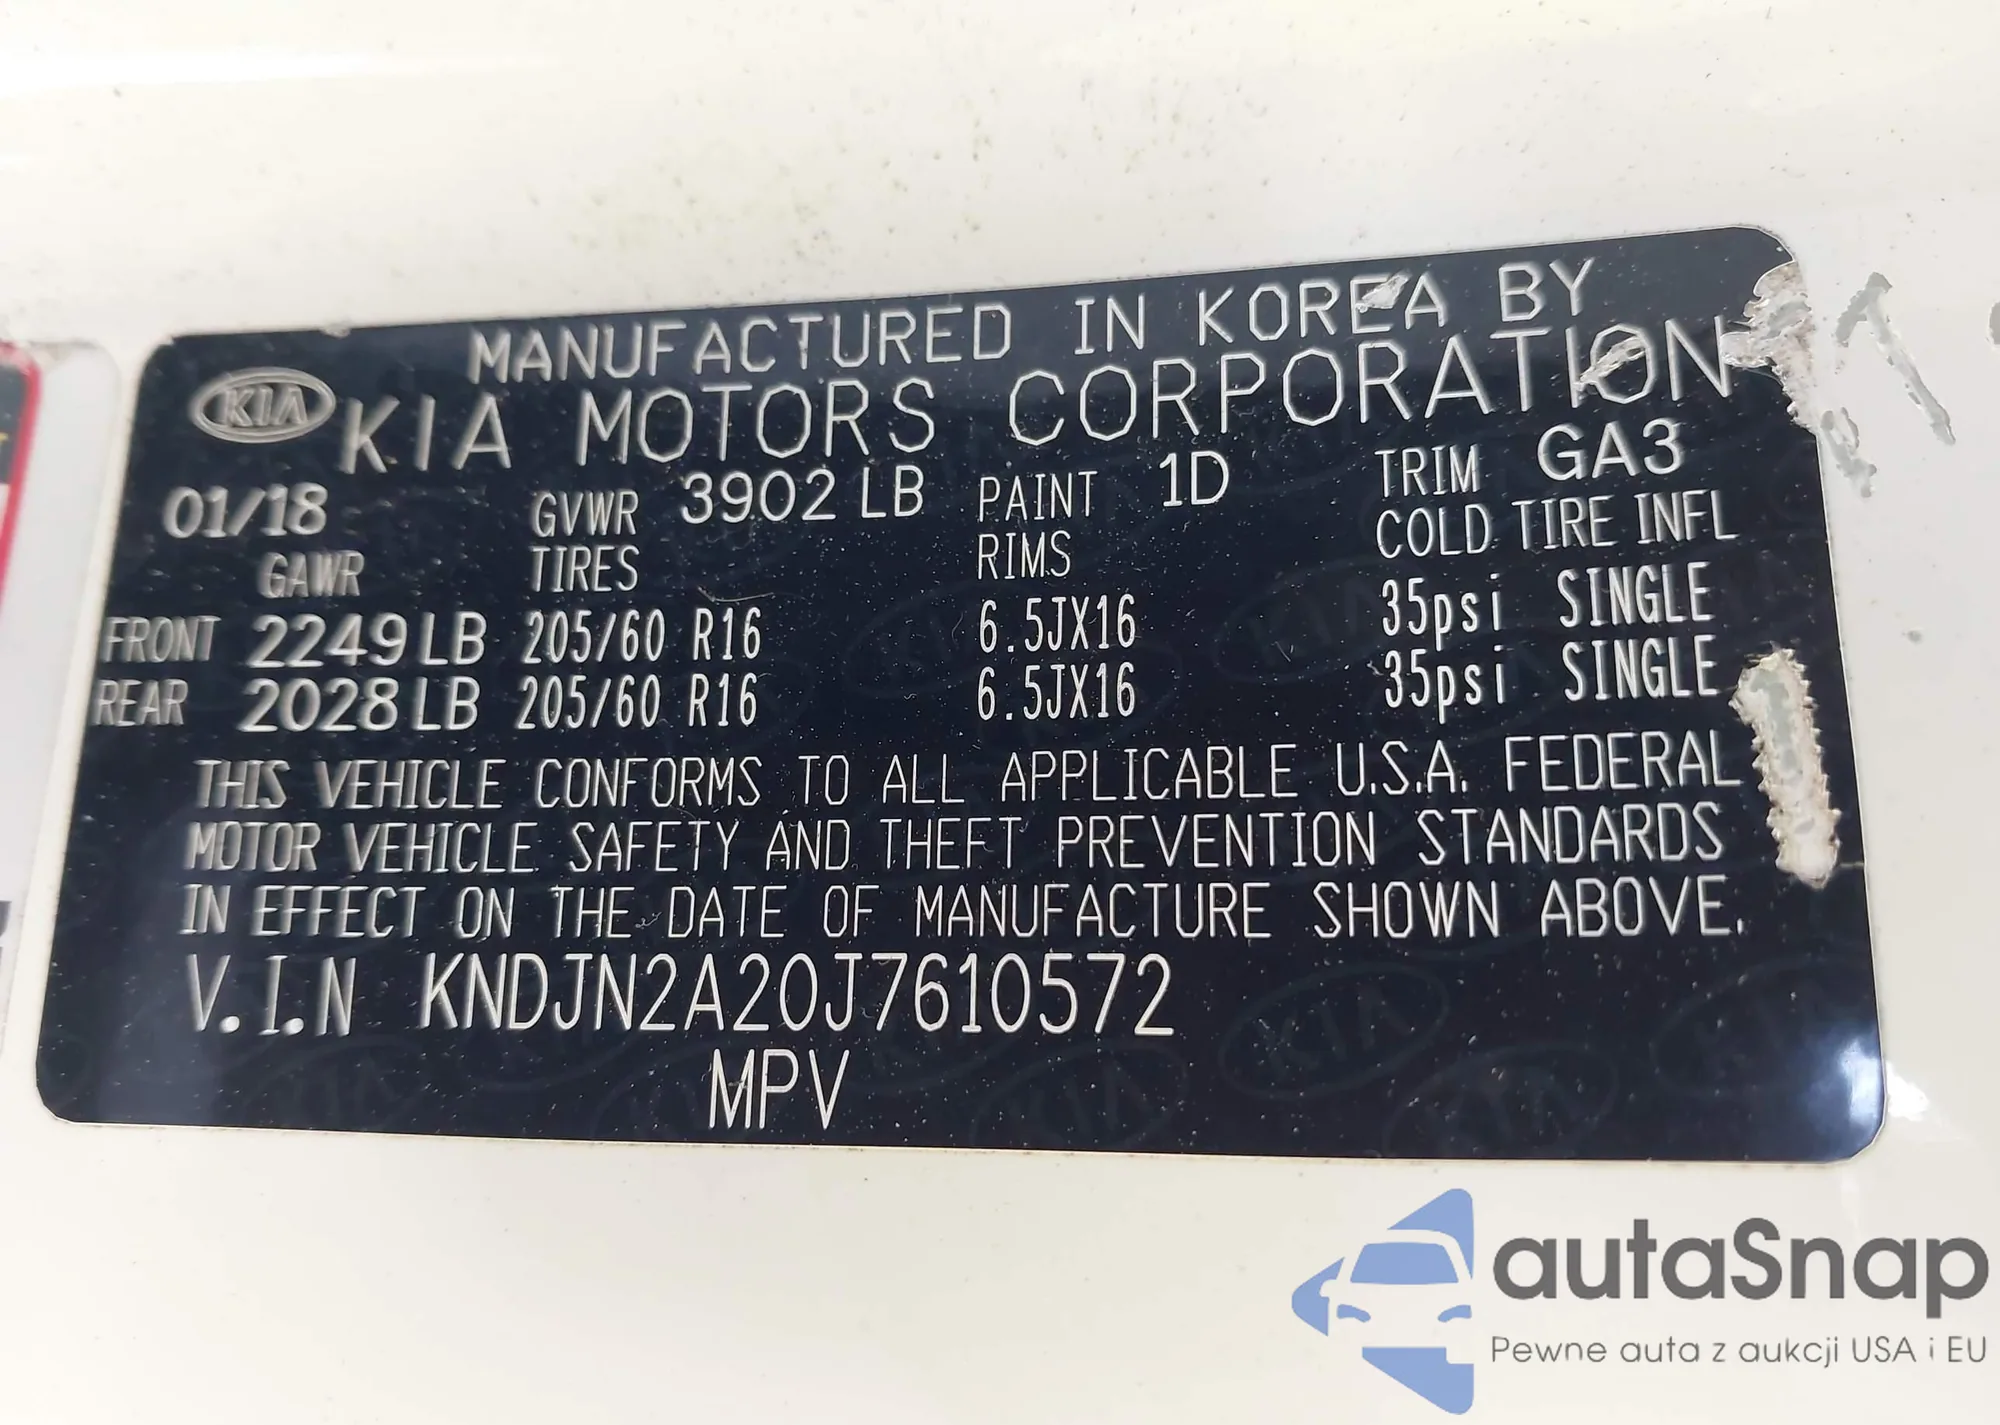 MANUFACTURED IN KOREA BY
KIA KIA MOTORS CORPORATION
01/18 GVWR 3902 LB PAINT 1D TRIM GA3
GAWR TIRES RIMS COLD TIRE INFL
FRONT 2249 LB 205/60 R16 6.5JX16 35psi SINGLE
REAR 2028 LB 205/60 R16 6.5JX16 35psi SINGLE
THIS VEHICLE CONFORMS TO ALL APPLICABLE U.S.A. FEDERAL
MOTOR VEHICLE SAFETY AND THEFT PREVENTION STANDARDS
IN EFFECT ON THE DATE OF MANUFACTURE SHOWN ABOVE.
V.I.N KNDJN2A20J7610572
MPV
autaSnap
Pewne auta z aukcji USA i EU